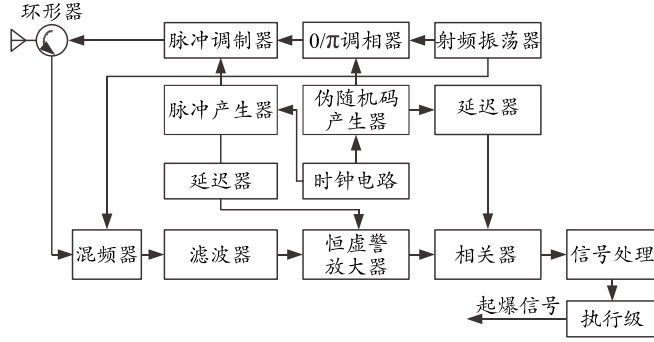 环形器
脉冲调制器
0/π调相器
射频振荡器
脉冲产生器
伪随机码
产生器
延迟器
延迟器
时钟电路
混频器
滤波器
恒虚警
放大器
相关器
信号处理
起爆信号
执行级